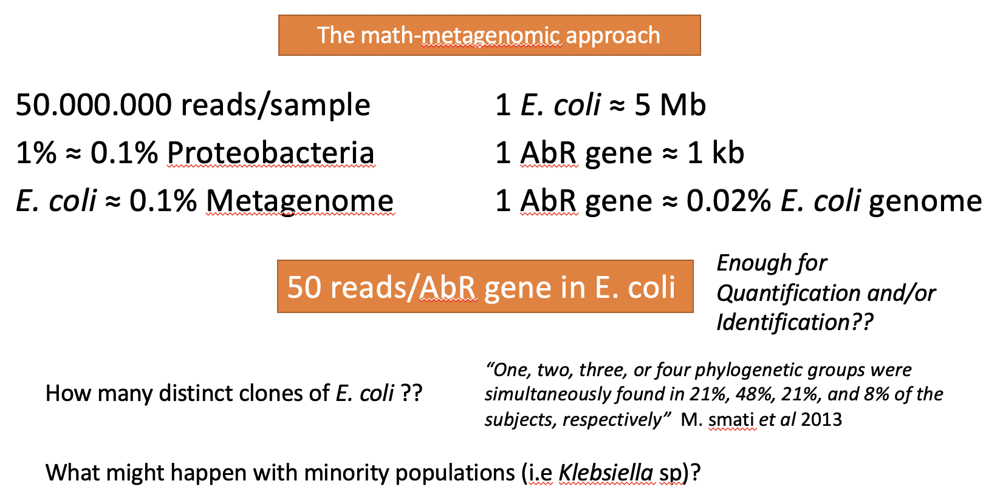 The math-metagenomic approach
50.000.000 reads/sample
1% ≈ 0.1% Proteobacteria
E. coli ≈ 0.1% Metagenome
1 E. coli ≈ 5 Mb
1 AbR gene ≈ 1 kb
1 AbR gene ≈ 0.02% E. coli genome
50 reads/AbR gene in E. coli
Enough for
Quantification and/or
Identification??
How many distinct clones of E. coli ??
“One, two, three, or four phylogenetic groups were
simultaneously found in 21%, 48%, 21%, and 8% of the
subjects, respectively” M. smati et al 2013
What might happen with minority populations (i.e Klebsiella sp)?